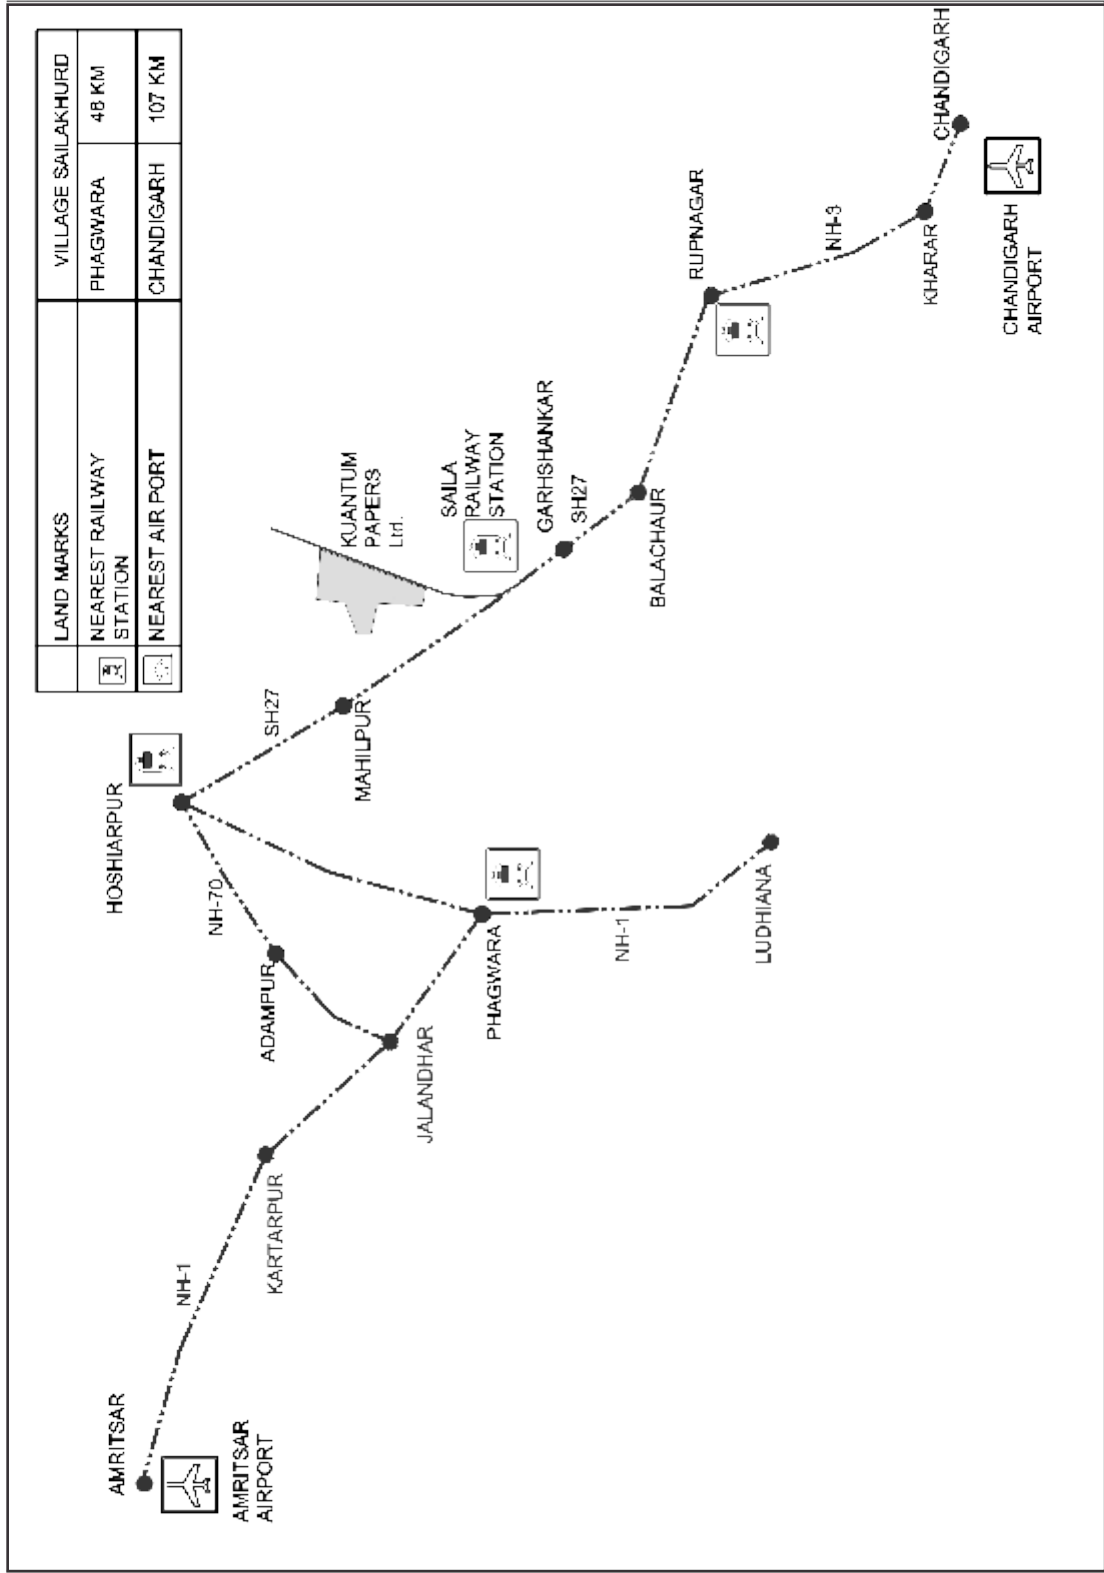 LAND MARKS VILLAGE SAILAKHURD
NEAREST RAILWAY PHAGWARA 48 KM
STATION
NEAREST AIR PORT CHANDIGARH 107 KM
AMRITSAR
AMRITSAR
AIRPORT
NH-1
KARTARPUR
JALANDHAR
ADAMPUR
NH-70
HOSHIARPUR
PHAGWARA
NH-1
LUDHIANA
SH27
MAHILPUR
KUANTUM
PAPERS
Ltd.
SAILA
RAILWAY
STATION
GARHSHANKAR
SH27
BALACHAUR
RUPNAGAR
KHARAR
CHANDIGARH
CHANDIGARH
AIRPORT